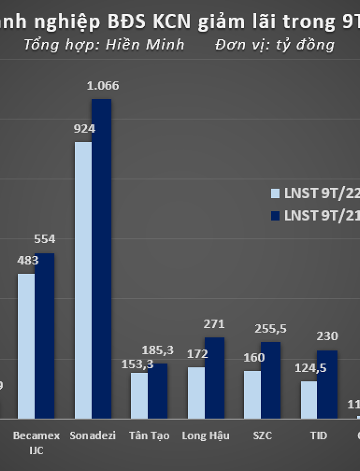 nh nghiệp BĐS KCN giảm lãi trong 9T
Tổng hợp: Hiền Minh Đơn vị: tỷ đồng
1.066
924
LNST 9T/22
LNST 9T/21
554
483
271
255,5
230
185,3
172
160
153,3
124,5
9
11
Becamex IJC
Sonadezi
Tân Tạo
Long Hậu
SZC
TID